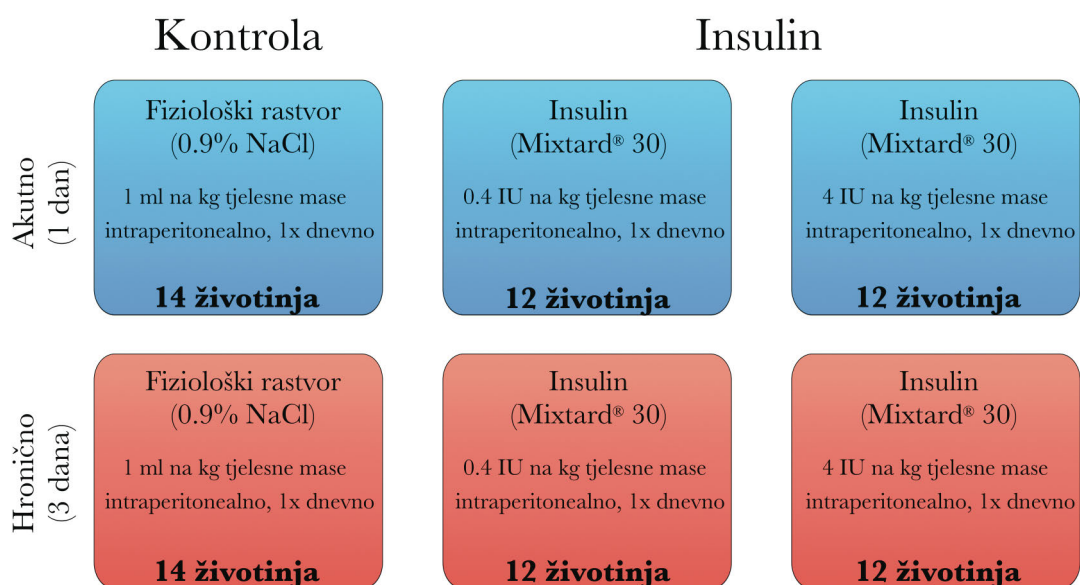 Kontrola
Insulin
Akutno
(1 dan)
Fiziološki rastvor
(0.9% NaCl)
1 ml na kg tjelesne mase
intraperitonealno, 1x dnevno
14 životinja
Insulin
(Mixtard® 30)
0.4 IU na kg tjelesne mase
intraperitonealno, 1x dnevno
12 životinja
Insulin
(Mixtard® 30)
4 IU na kg tjelesne mase
intraperitonealno, 1x dnevno
12 životinja
Hronično
(3 dana)
Fiziološki rastvor
(0.9% NaCl)
1 ml na kg tjelesne mase
intraperitonealno, 1x dnevno
14 životinja
Insulin
(Mixtard® 30)
0.4 IU na kg tjelesne mase
intraperitonealno, 1x dnevno
12 životinja
Insulin
(Mixtard® 30)
4 IU na kg tjelesne mase
intraperitonealno, 1x dnevno
12 životinja